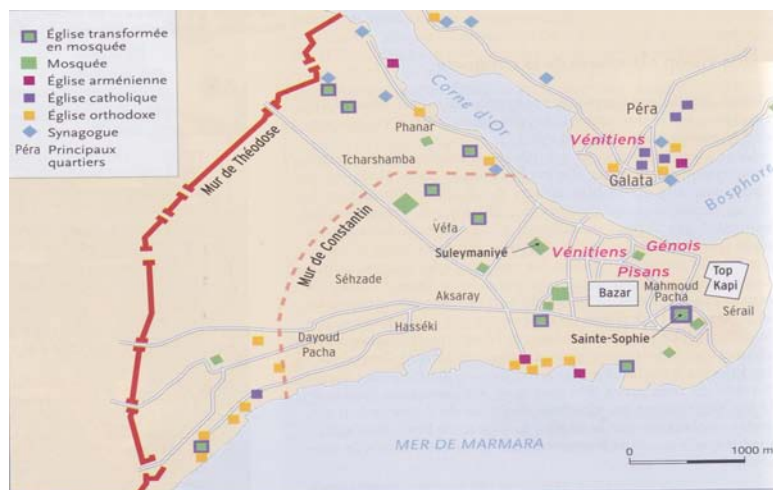 Église transformée
en mosquée
Mosquée
Église arménienne
Église catholique
Église orthodoxe
Synagogue
Péra Principaux
quartiers
Mur de Théodose
Mur de Constantin
Corne d'Or
Phanar
Tcharshamba
Péra
Vénitiens
Galata
Bosphore
Véfa
Suleymaniyé
Vénitiens
Génois
Pisans
Séhzade
Aksaray
Bazar
Mahmoud
Pacha
Top
Kapi
Sérail
Dayoud
Pacha
Hasséki
Sainte-Sophie
MER DE MARMARA
0
1000 m